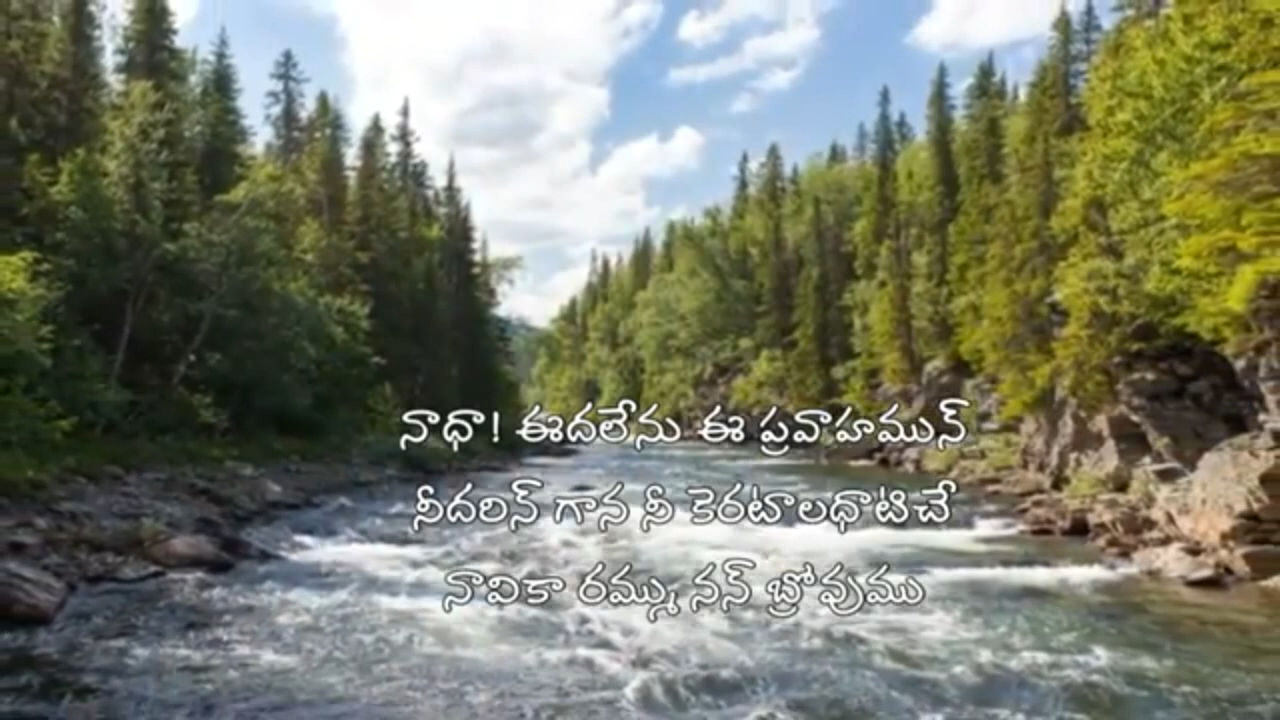 నాధా! ఈదలేను ఈ ప్రవాహమున్
నీదరిన్ గాన నీ కెరటాలధాటిచే
నావికా రమ్ము నన్ బ్రోవుము